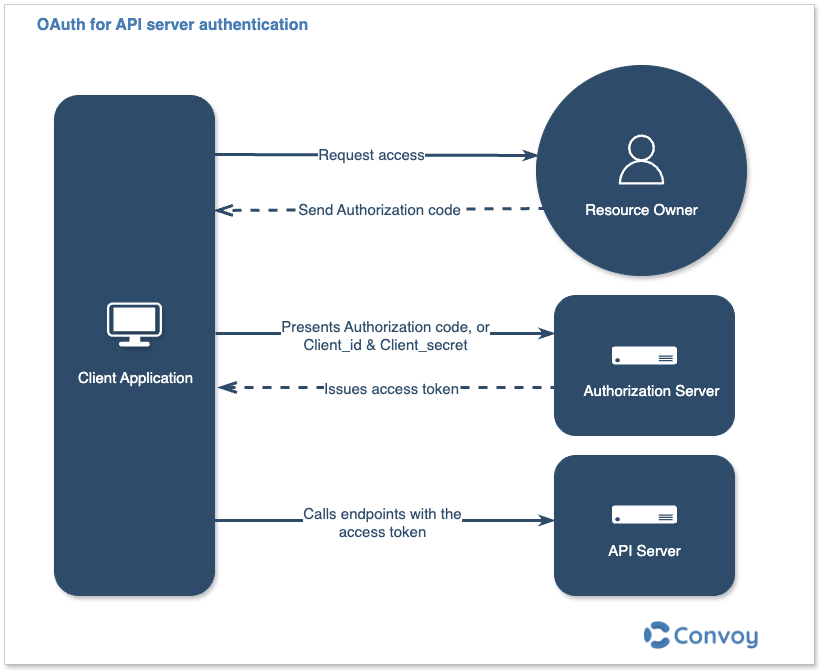 OAuth for API server authentication
Request access
Send Authorization code
Resource Owner
Presents Authorization code, or
Client_id & Client_secret
Client Application
Issues access token
Authorization Server
Calls endpoints with the
access token
API Server
Convoy